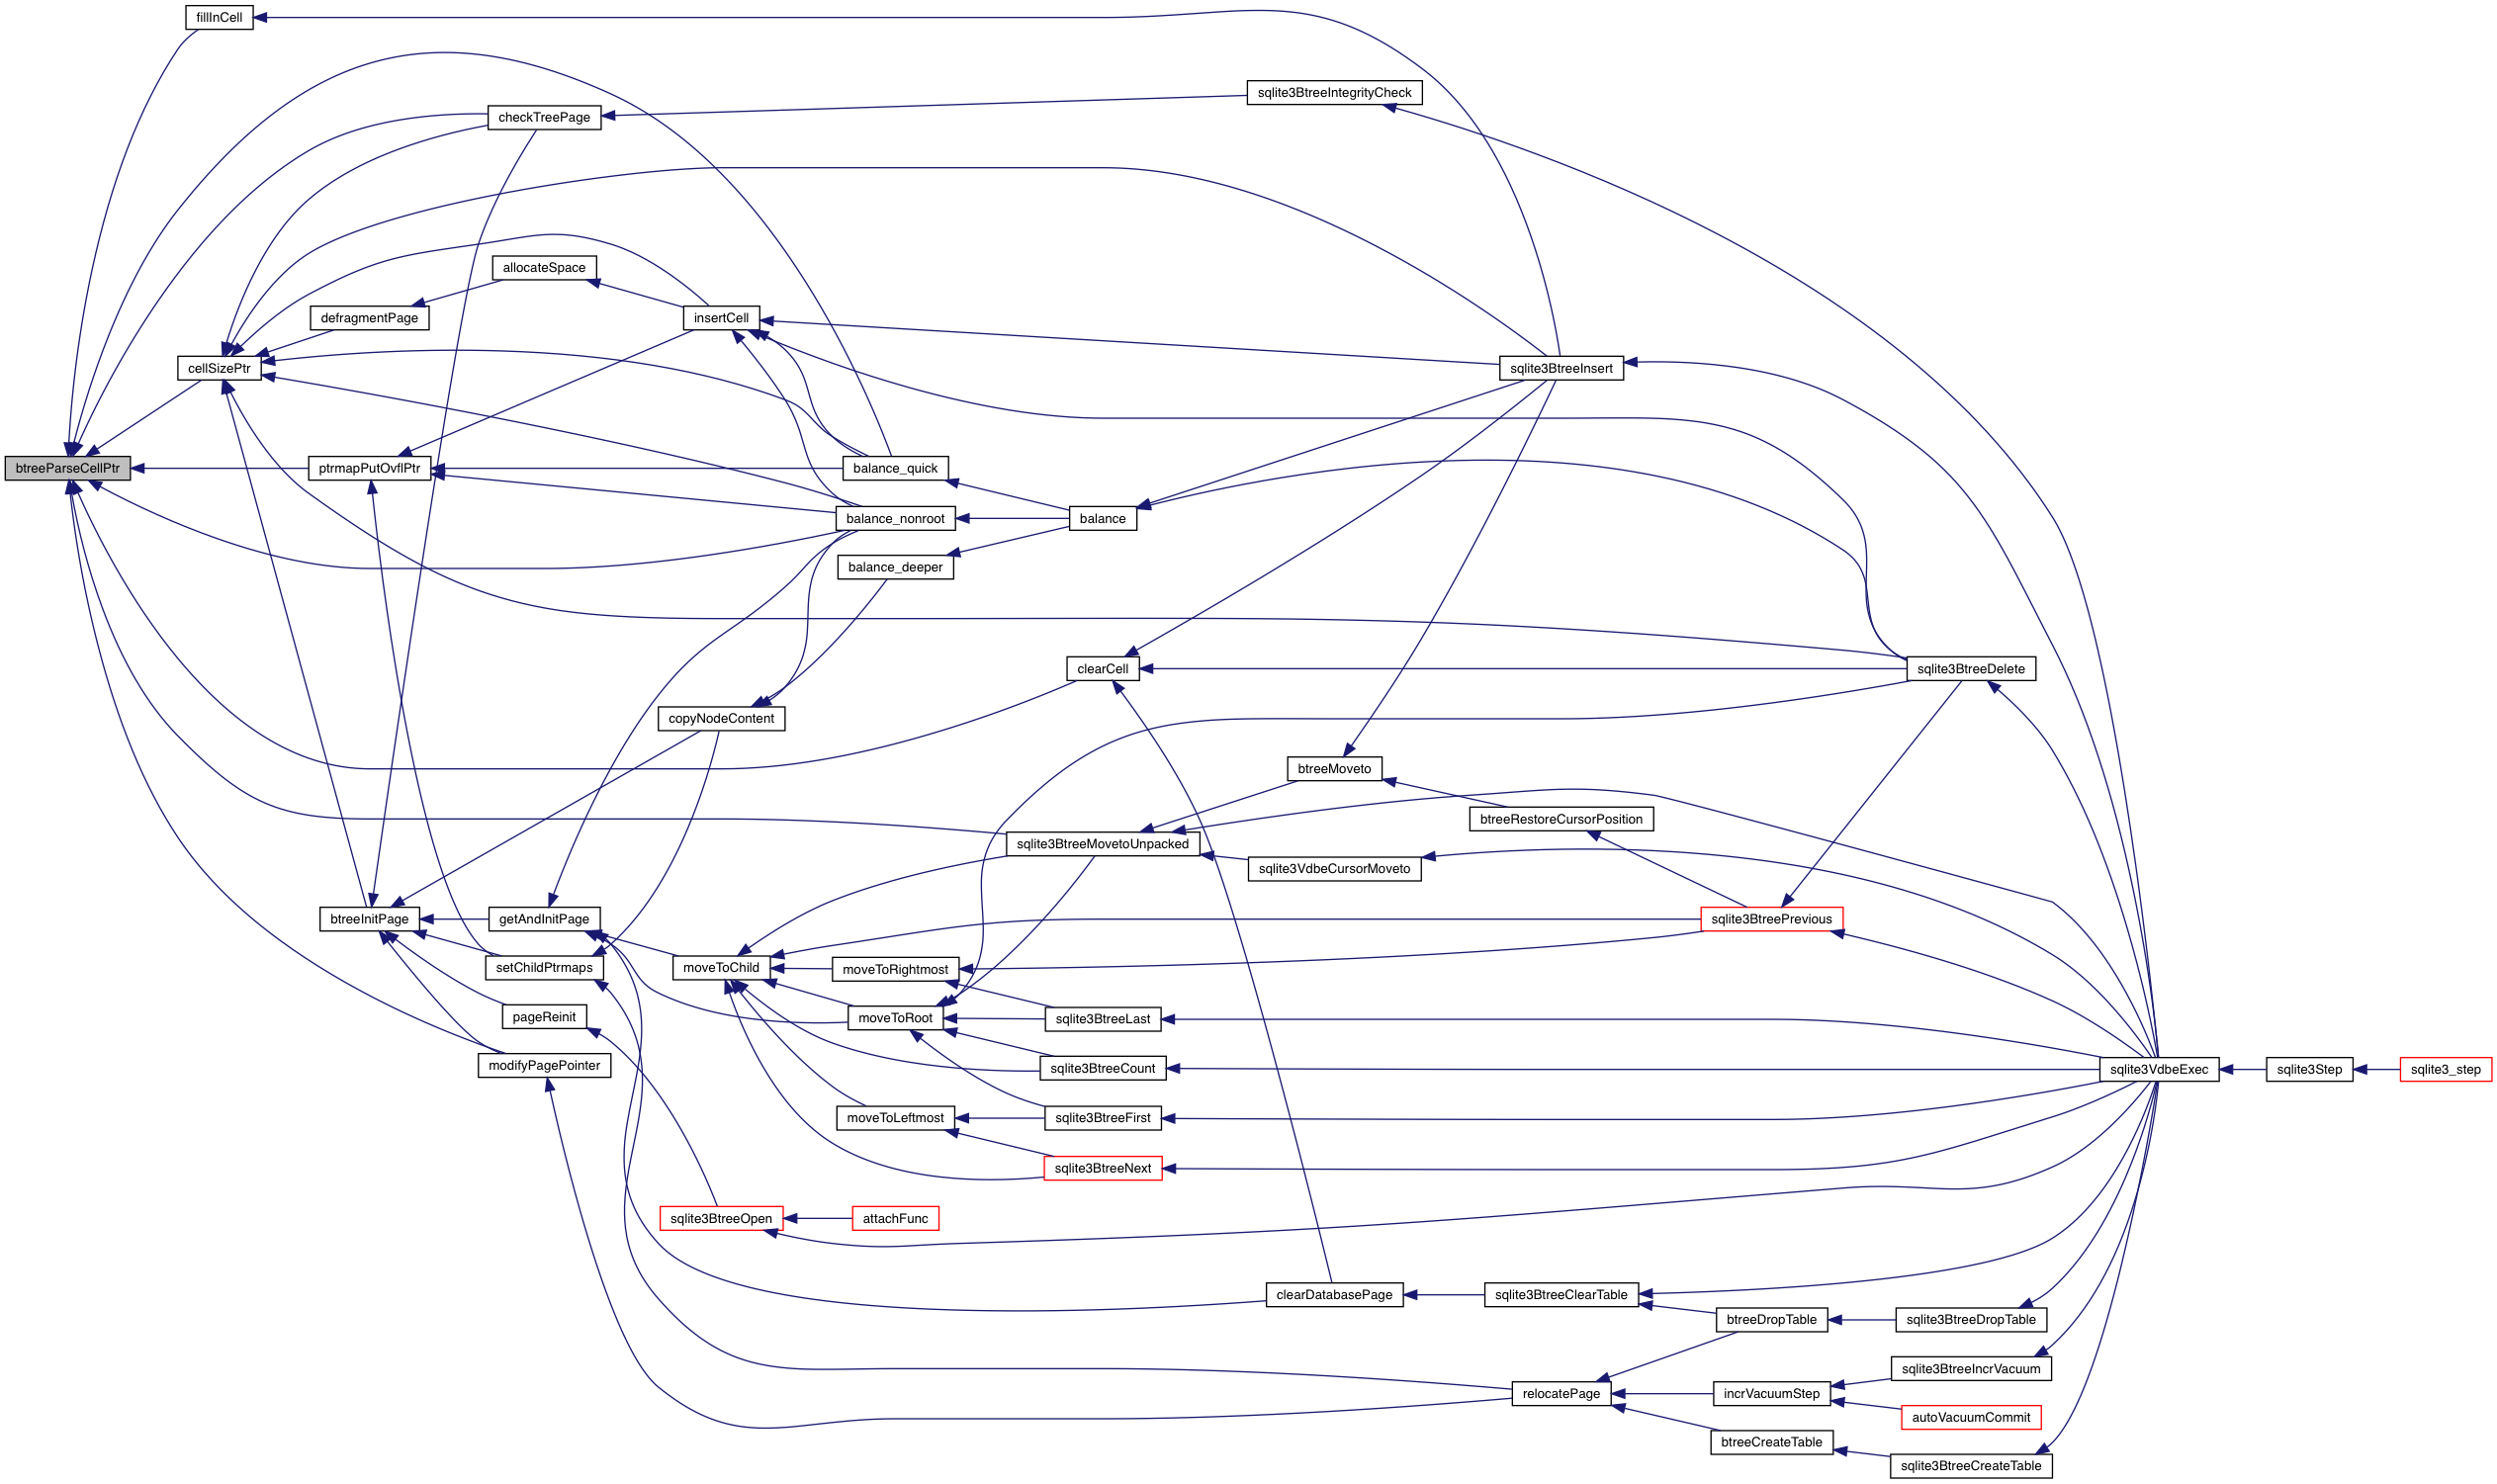 fillInCell
sqlite3BtreeIntegrityCheck
checkTreePage
allocateSpace
defragmentPage
insertCell
cellSizePtr
sqlite3BtreeInsert
btreeParseCellPtr
ptrmapPutOvflPtr
balance_quick
balance_nonroot
balance
balance_deeper
clearCell
sqlite3BtreeDelete
copyNodeContent
btreeMoveto
btreeRestoreCursorPosition
sqlite3BtreeMovetoUnpacked
sqlite3VdbeCursorMoveto
btreeInitPage
getAndInitPage
sqlite3BtreePrevious
setChildPtrmaps
moveToChild
moveToRightmost
pageReinit
moveToRoot
sqlite3BtreeLast
modifyPagePointer
sqlite3BtreeCount
sqlite3VdbeExec
sqlite3Step
sqlite3_step
moveToLeftmost
sqlite3BtreeFirst
sqlite3BtreeNext
sqlite3BtreeOpen
attachFunc
clearDatabasePage
sqlite3BtreeClearTable
btreeDropTable
sqlite3BtreeDropTable
sqlite3BtreeIncrVacuum
relocatePage
incrVacuumStep
autoVacuumCommit
btreeCreateTable
sqlite3BtreeCreateTable